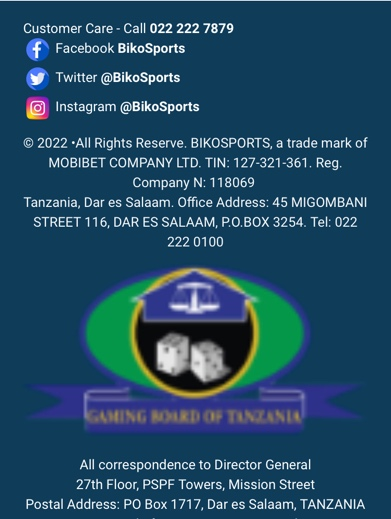 Customer Care - Call 022 222 7879
Facebook BikoSports
Twitter @BikoSports
Instagram @BikoSports
© 2022 •All Rights Reserve. BIKOSPORTS, a trade mark of
MOBIBET COMPANY LTD. TIN: 127-321-361. Reg.
Company N: 118069
Tanzania, Dar es Salaam. Office Address: 45 MIGOMBANI
STREET 116, DAR ES SALAAM, P.O.BOX 3254. Tel: 022
222 0100
GAMING BOARD OF TANZANIA
All correspondence to Director General
27th Floor, PSPF Towers, Mission Street
Postal Address: PO Box 1717, Dar es Salaam, TANZANIA